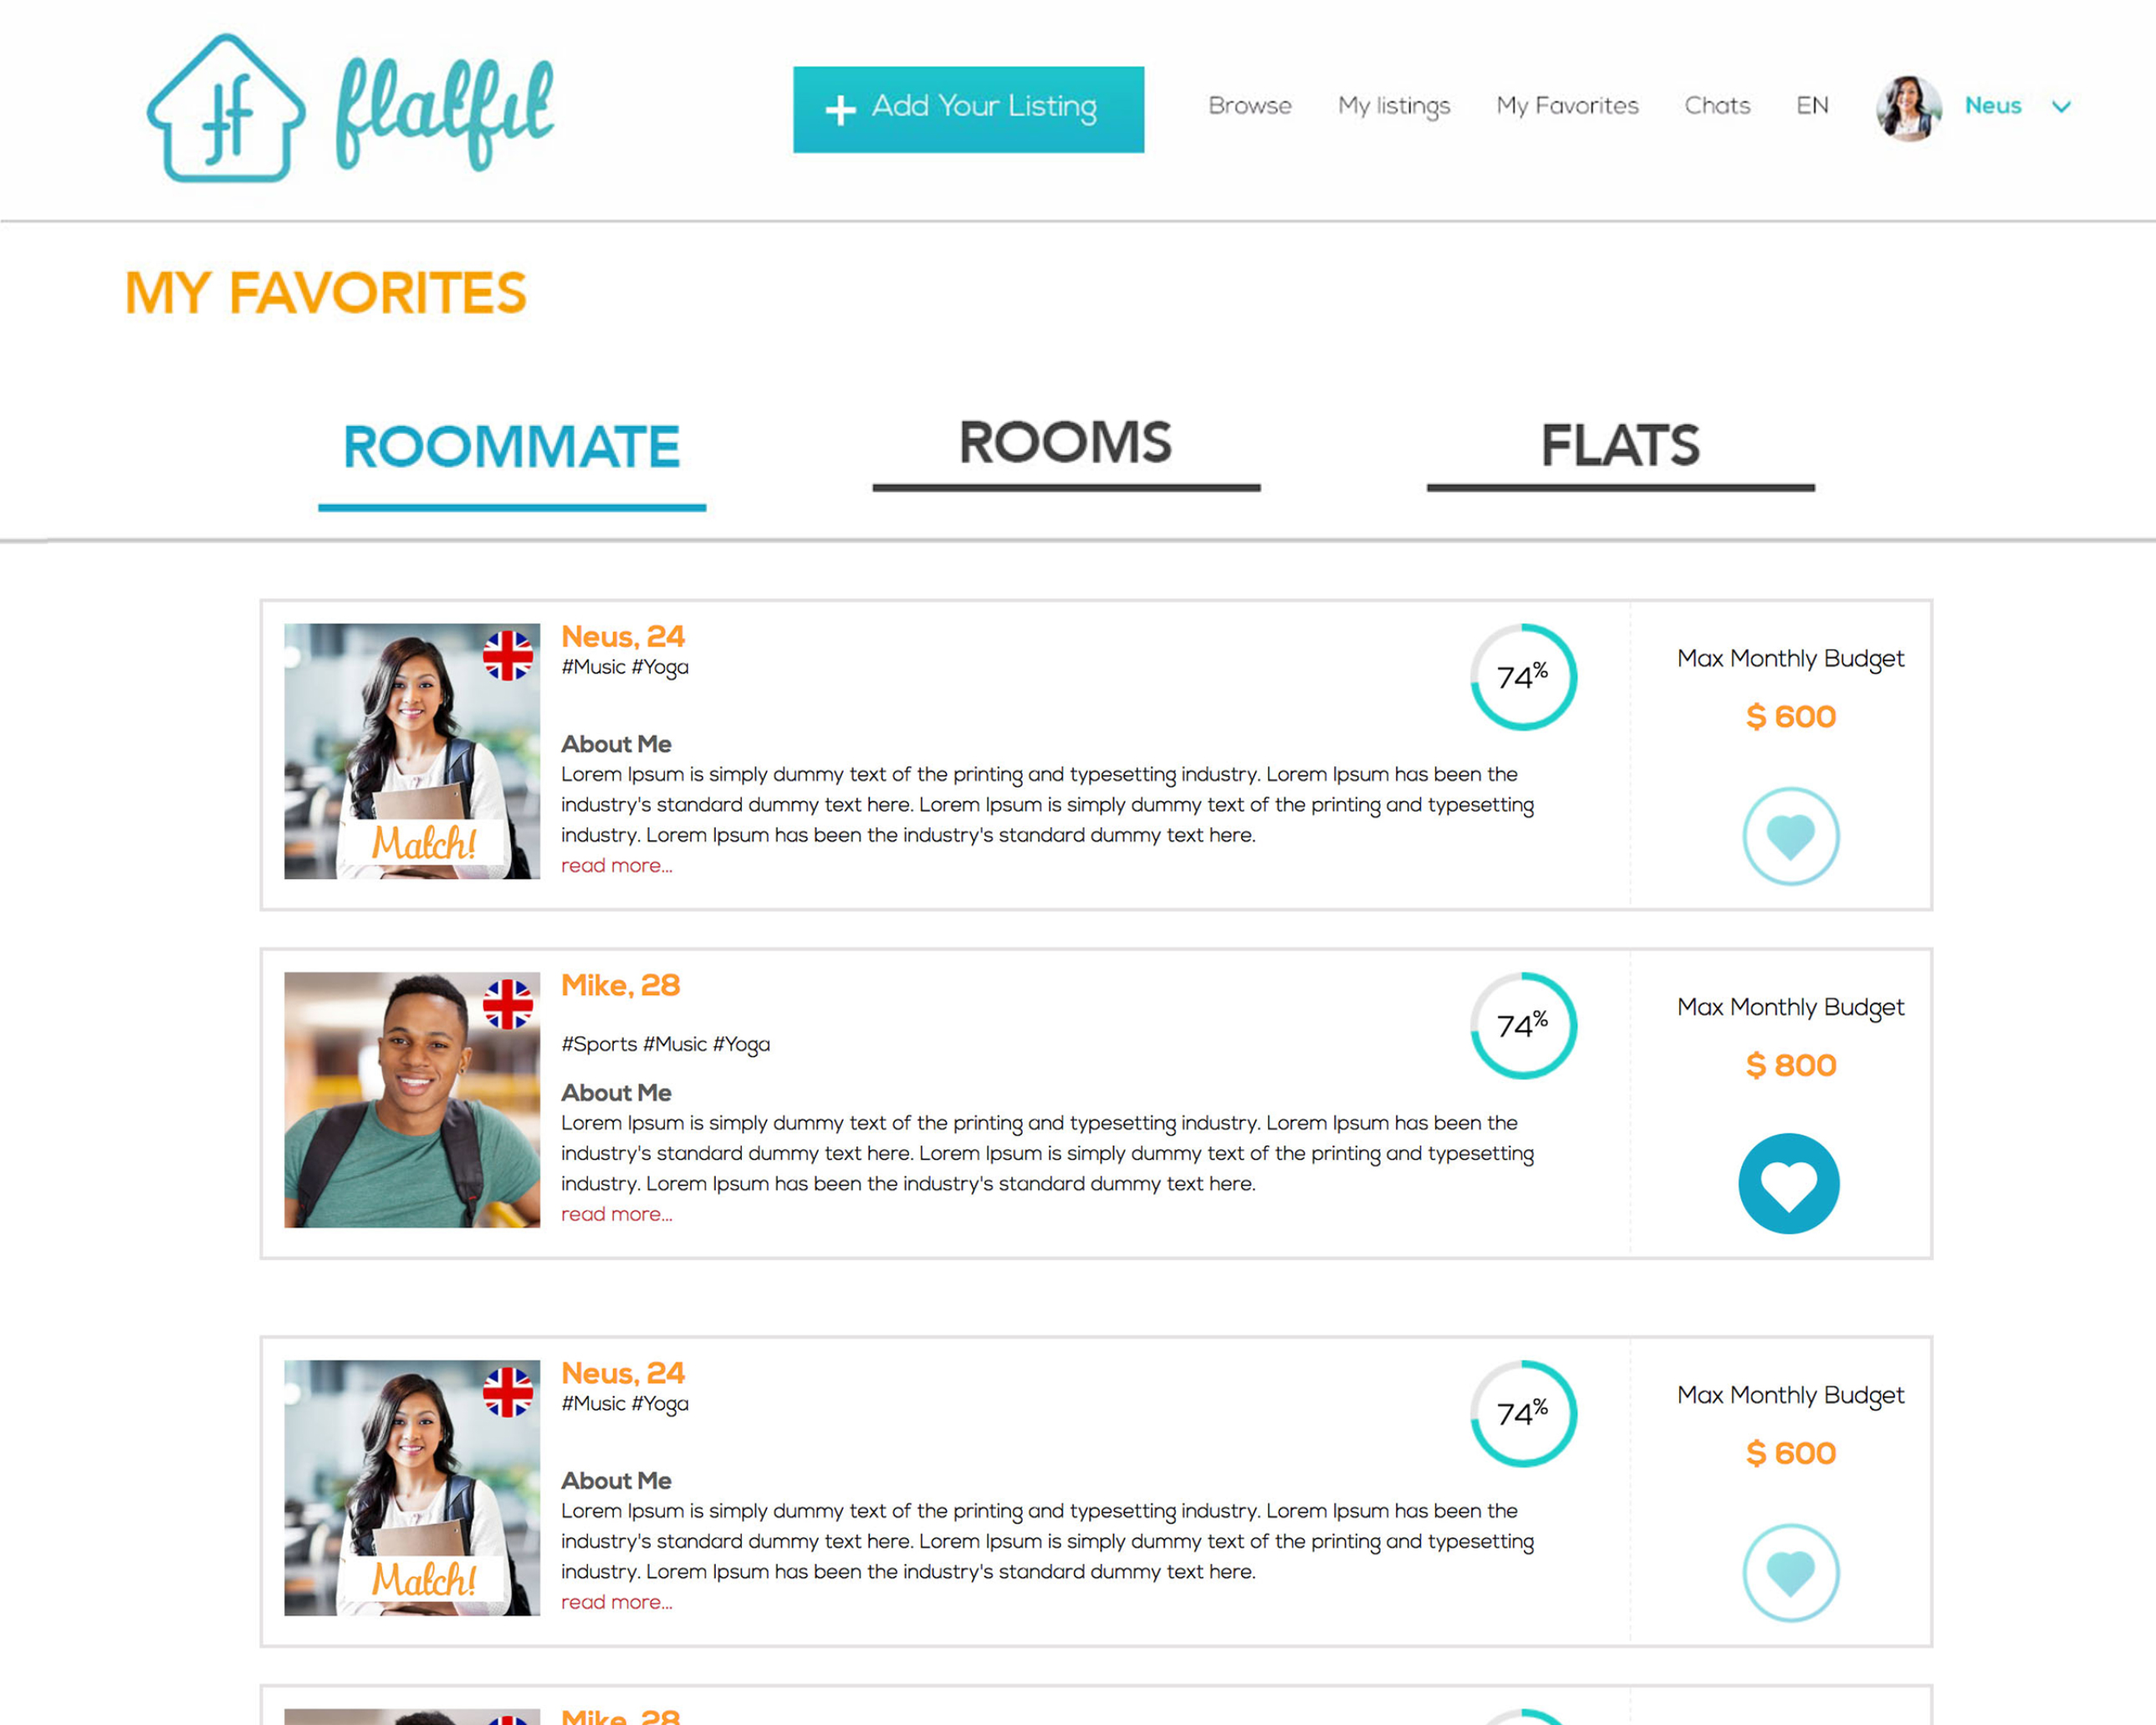 flatfit
+ Add Your Listing
Browse
My listings
My Favorites
Chats
EN
Neus
MY FAVORITES
ROOMMATE
ROOMS
FLATS
Neus, 24
#Music #Yoga
74%
Max Monthly Budget
$ 600
About Me
Lorem Ipsum is simply dummy text of the printing and typesetting industry. Lorem Ipsum has been the
industry's standard dummy text here. Lorem Ipsum is simply dummy text of the printing and typesetting
industry. Lorem Ipsum has been the industry's standard dummy text here.
read more...
Match!
Mike, 28
#Sports #Music #Yoga
74%
Max Monthly Budget
$ 800
About Me
Lorem Ipsum is simply dummy text of the printing and typesetting industry. Lorem Ipsum has been the
industry's standard dummy text here. Lorem Ipsum is simply dummy text of the printing and typesetting
industry. Lorem Ipsum has been the industry's standard dummy text here.
read more...
Neus, 24
#Music #Yoga
74%
Max Monthly Budget
$ 600
About Me
Lorem Ipsum is simply dummy text of the printing and typesetting industry. Lorem Ipsum has been the
industry's standard dummy text here. Lorem Ipsum is simply dummy text of the printing and typesetting
industry. Lorem Ipsum has been the industry's standard dummy text here.
read more...
Match!
Mike, 28